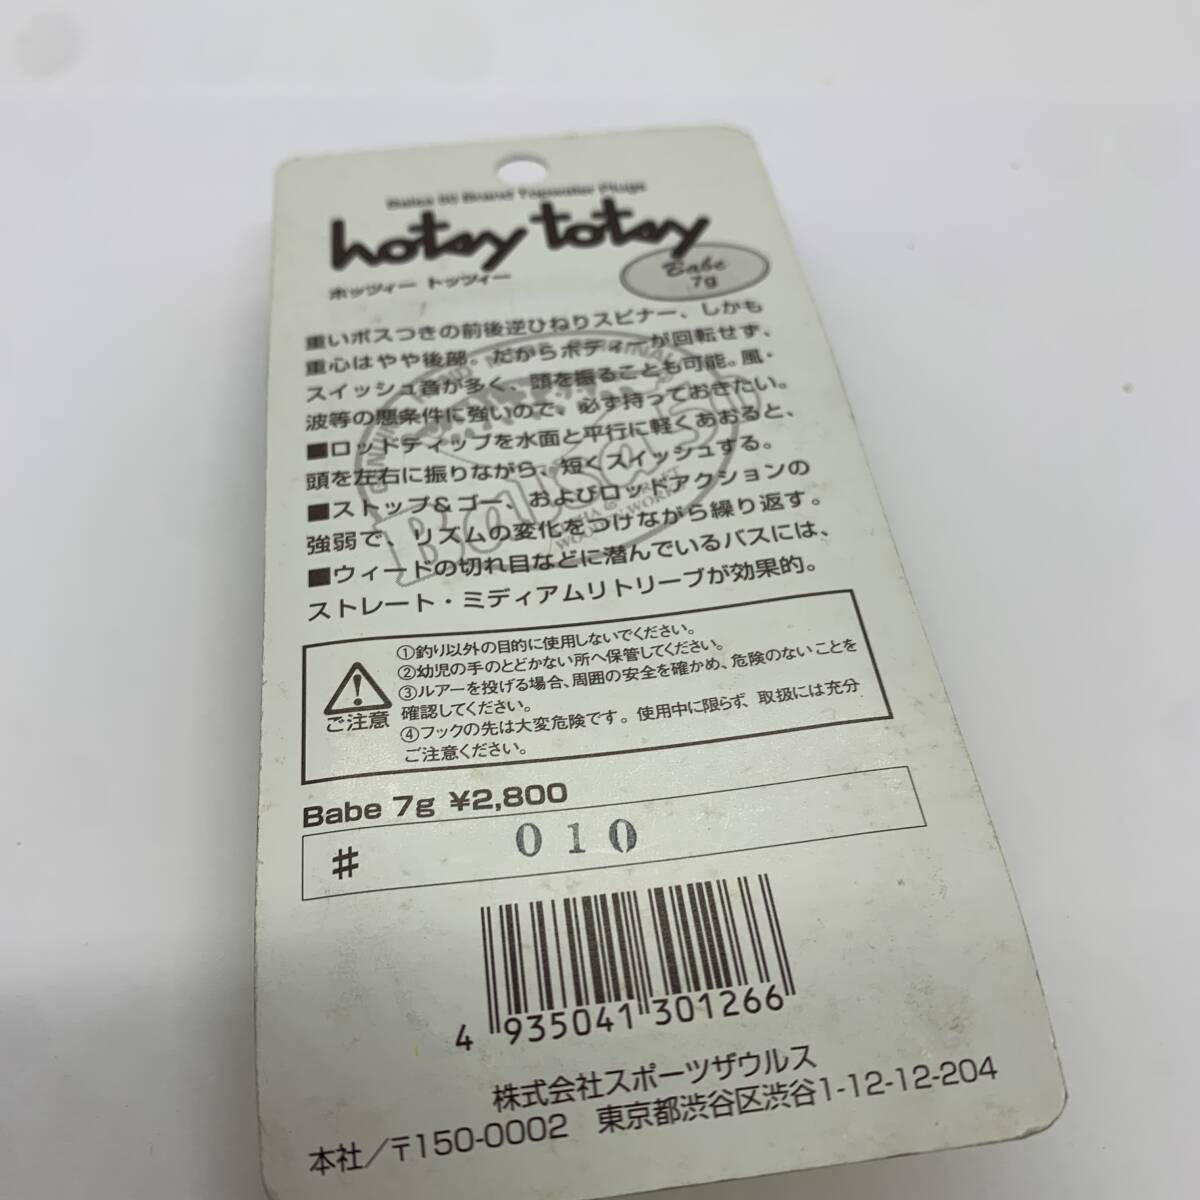 Balsa 50 Brand Topwater Plugs
hotsy totsy
ホッツィー トッツィー
Babe
7g
重いボスつきの前後逆ひねりスピナー、しかも
重心はやや後部。だからボディーが回転せず、
スイッシュ音が多く、頭を振ることも可能。風・
波等の悪条件に強いので、必ず持っておきたい。
■ロッドティップを水面と平行に軽くあおると、
頭を左右に振りながら、短くスイッシュする。
■ストップ&ゴー、およびロッドアクションの
強弱で、リズムの変化をつけながら繰り返す。
■ウィードの切れ目などに潜んでいるバスには、
ストレート・ミディアムリトリーブが効果的。
ご注意
①釣り以外の目的に使用しないでください。
②幼児の手のとどかない所へ保管してください。
③ルアーを投げる場合、周囲の安全を確かめ、危険のないことを
確認してください。
④フックの先は大変危険です。使用中に限らず、取扱には充分
ご注意ください。
Babe 7g ¥2,800
# 010
4 935041 301266
株式会社スポーツザウルス
本社/〒150-0002 東京都渋谷区渋谷1-12-12-204